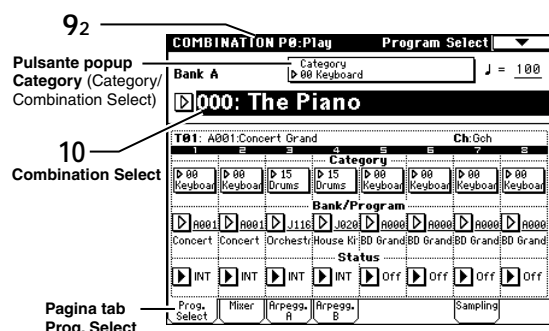 92
COMBINATION P0:Play Program Select
Pulsante popup
Category (Category/
Combination Select)
Bank A
Category
00 Keyboard
♩ = 100
000: The Piano
10
Combination Select
T01: A001:Concert Grand Ch:Gch
1 2 3 4 5 6 7 8
Category
00 Keyboar 00 Keyboar 15 Drums 15 Drums 00 Keyboar 00 Keyboar 00 Keyboar 00 Keyboar
Bank/Program
A001 A001 J116 J020 A000 A000 A000 A000
Concert Concert Orchestr House Ki BD Grand BD Grand BD Grand BD Grand
Status
INT INT INT INT Off Off Off Off
Pagina tab
Prog. Select
Prog. Select Mixer Arpegg. A Arpegg. B Sampling